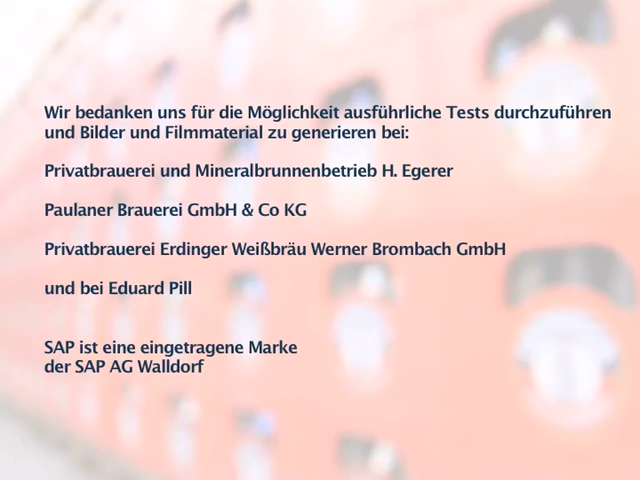 Wir bedanken uns für die Möglichkeit ausführliche Tests durchzuführen
und Bilder und Filmmaterial zu generieren bei:
Privatbrauerei und Mineralbrunnenbetrieb H. Egerer
Paulaner Brauerei GmbH & Co KG
Privatbrauerei Erdinger Weißbräu Werner Brombach GmbH
und bei Eduard Pill
SAP ist eine eingetragene Marke
der SAP AG Walldorf